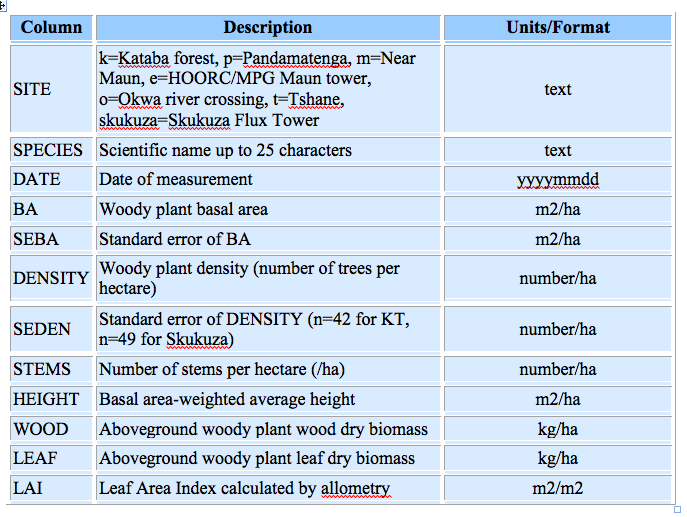 Column Description Units/Format
SITE k=Kataba forest, p=Pandamatenga, m=Near
Maun, e=HOORC/MPG Maun tower,
o=Okwa river crossing, t=Tshane,
skukuza=Skukuza Flux Tower text
SPECIES Scientific name up to 25 characters text
DATE Date of measurement yyyymmdd
BA Woody plant basal area m2/ha
SEBA Standard error of BA m2/ha
DENSITY Woody plant density (number of trees per
hectare) number/ha
SEDEN Standard error of DENSITY (n=42 for KT,
n=49 for Skukuza) number/ha
STEMS Number of stems per hectare (/ha) number/ha
HEIGHT Basal area-weighted average height m2/ha
WOOD Aboveground woody plant wood dry biomass kg/ha
LEAF Aboveground woody plant leaf dry biomass kg/ha
LAI Leaf Area Index calculated by allometry m2/m2